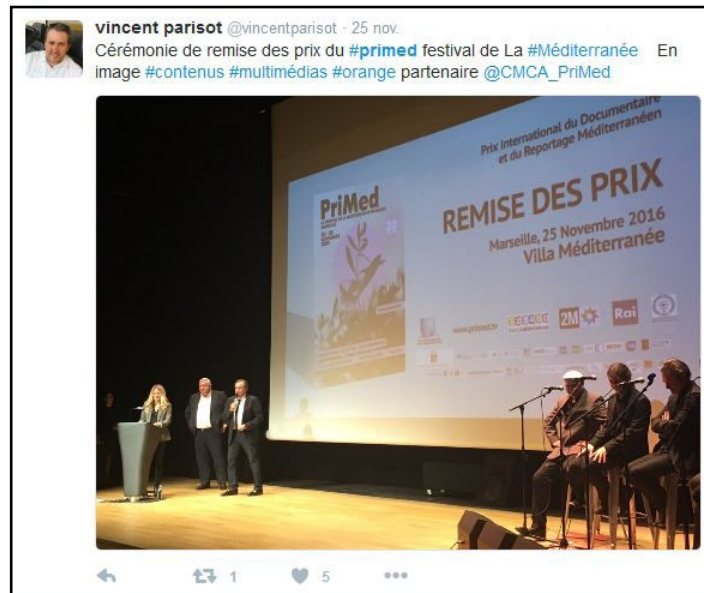 vincent parisot @vincentparisot · 25 nov.
Cérémonie de remise des prix du #primed festival de La #Méditerranée En
image #contenus #multimédias #orange partenaire @CMCA_PriMed
Prix International du Documentaire
et du Reportage Méditerranéen
REMISE DES PRIX
Marseille, 25 Novembre 2016
Villa Méditerranée
PriMed
www.primed.tv
2M
Rai
1
5